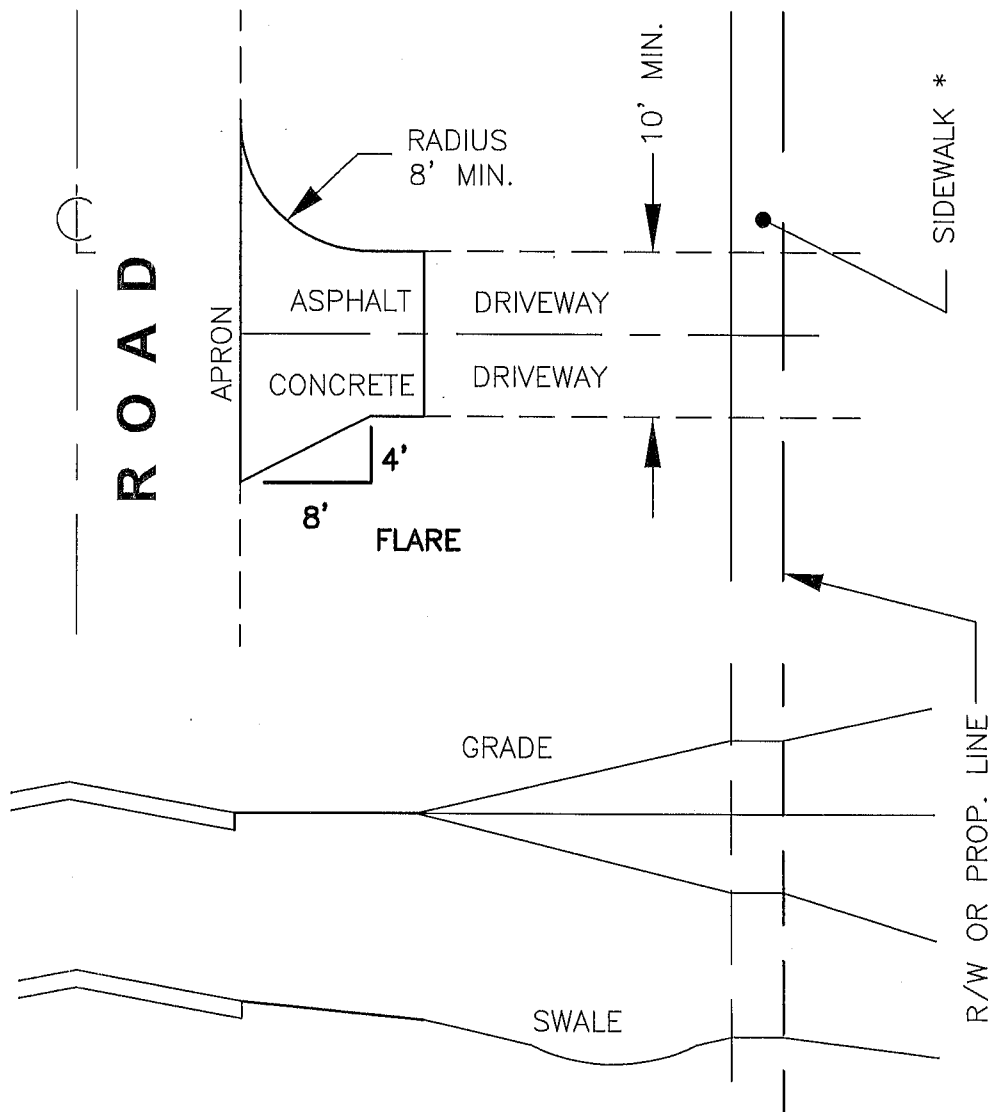 10' MIN.
SIDEWALK *
RADIUS
8' MIN.
ROAD
APRON
ASPHALT
DRIVEWAY
CONCRETE
DRIVEWAY
4'
8'
FLARE
GRADE
R/W OR PROP. LINE
SWALE